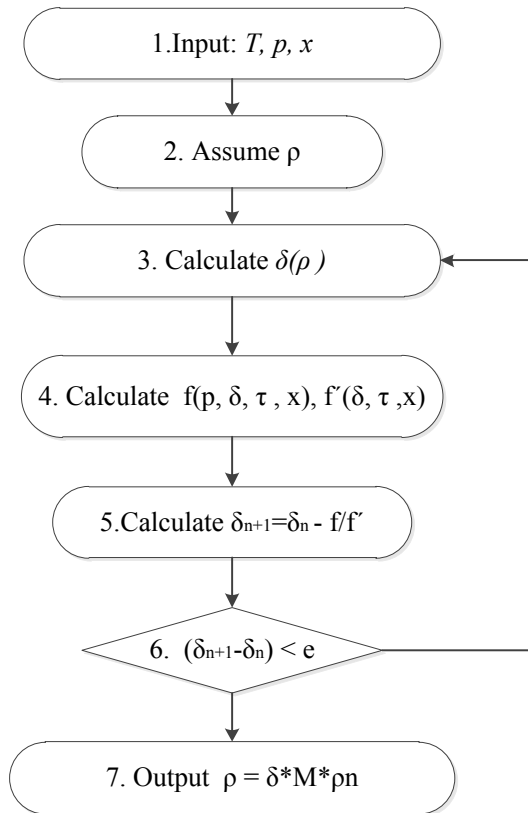 1.Input: T, p, x
2. Assume ρ
3. Calculate δ(ρ )
4. Calculate  f(p, δ, τ , x), f´(δ, τ ,x)
5.Calculate δn+1=δn - f/f´
6.  (δn+1-δn) < e
7. Output  ρ = δ*M*ρn